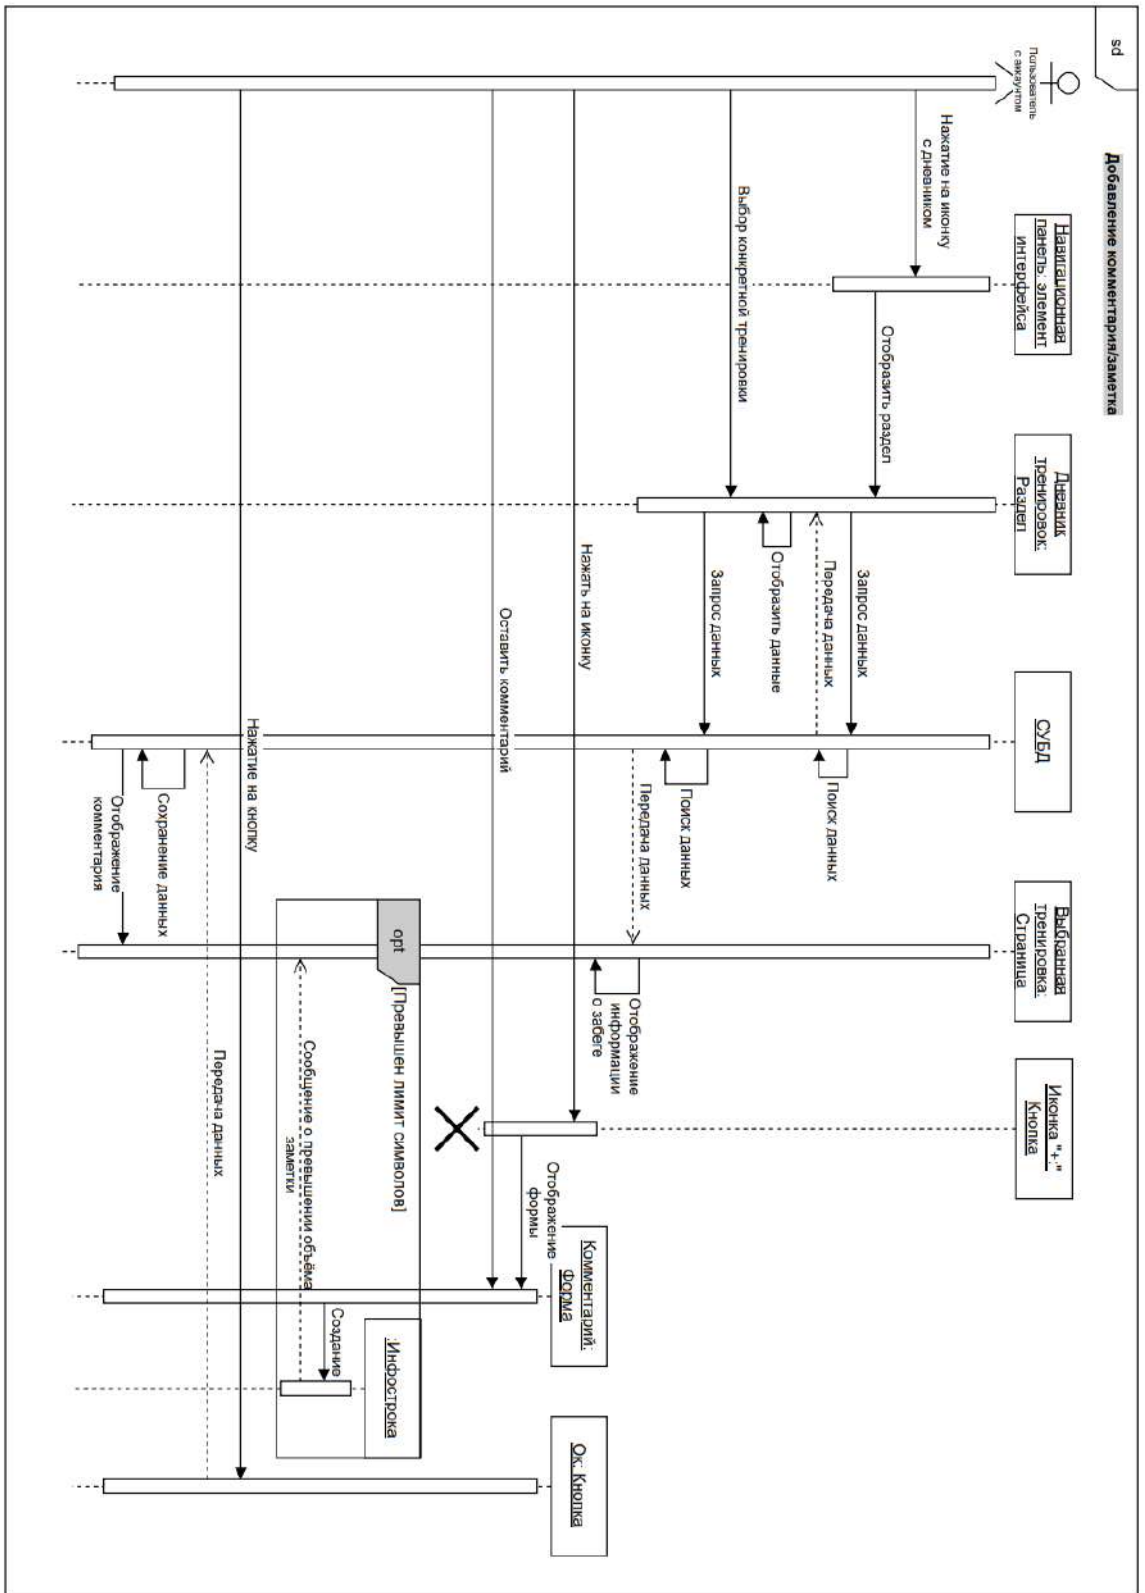 sd
Добавление комментария/заметка
Пользователь
с аккаунтом
Навигационная
панель: элемент
интерфейса
Дневник
тренировок:
Раздел
СУБД
Выбранная
тренировка:
Страница
Иконка "+:"
Кнопка
Нажатие на иконку
с дневником
Отобразить раздел
Запрос данных
Поиск данных
Передача данных
Отобразить данные
Выбор конкретной тренировки
Запрос данных
Поиск данных
Передача данных
Отображение
информации
о забеге
Нажать на иконку
Отображение
формы
Комментарий:
Форма
Ок: Кнопка
Оставить комментарий
opt
[Превышен лимит символов]
:Инфострока
Создание
Сообщение о превышении объёма
заметки
Нажатие на кнопку
Передача данных
Сохранение данных
Отображение
комментария